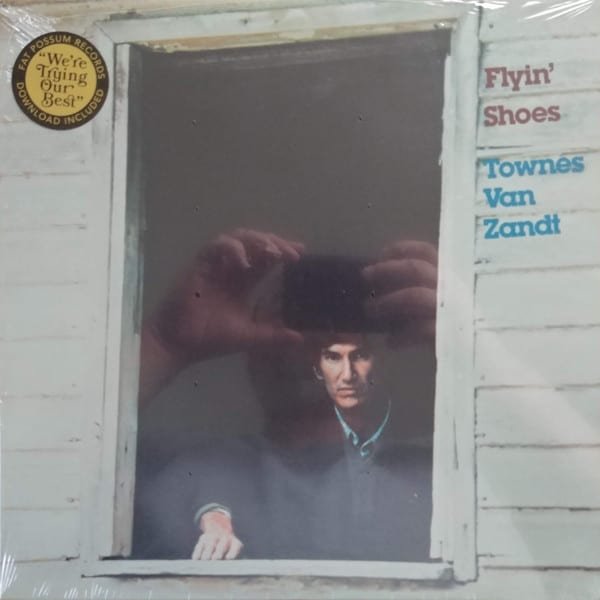 FAT POSSUM RECORDS
"We're
Trying
Our
Best"
DOWNLOAD INCLUDED
Flyin'
Shoes
Townes
Van
Zandt